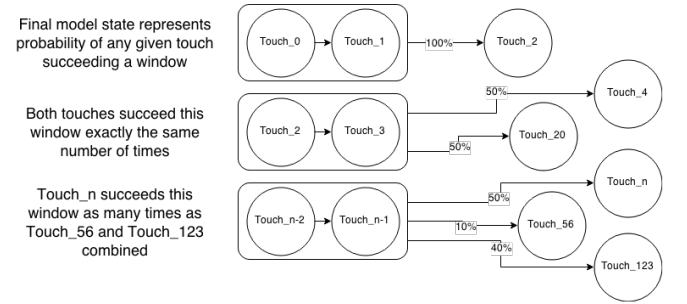 Final model state represents
probability of any given touch
succeeding a window
Touch_0
Touch_1
100%
Touch_2
Both touches succeed this
window exactly the same
number of times
Touch_2
Touch_3
50%
Touch_4
50%
Touch_20
Touch_n succeeds this
window as many times as
Touch_56 and Touch_123
combined
Touch_n-2
Touch_n-1
50%
Touch_n
10%
Touch_56
40%
Touch_123